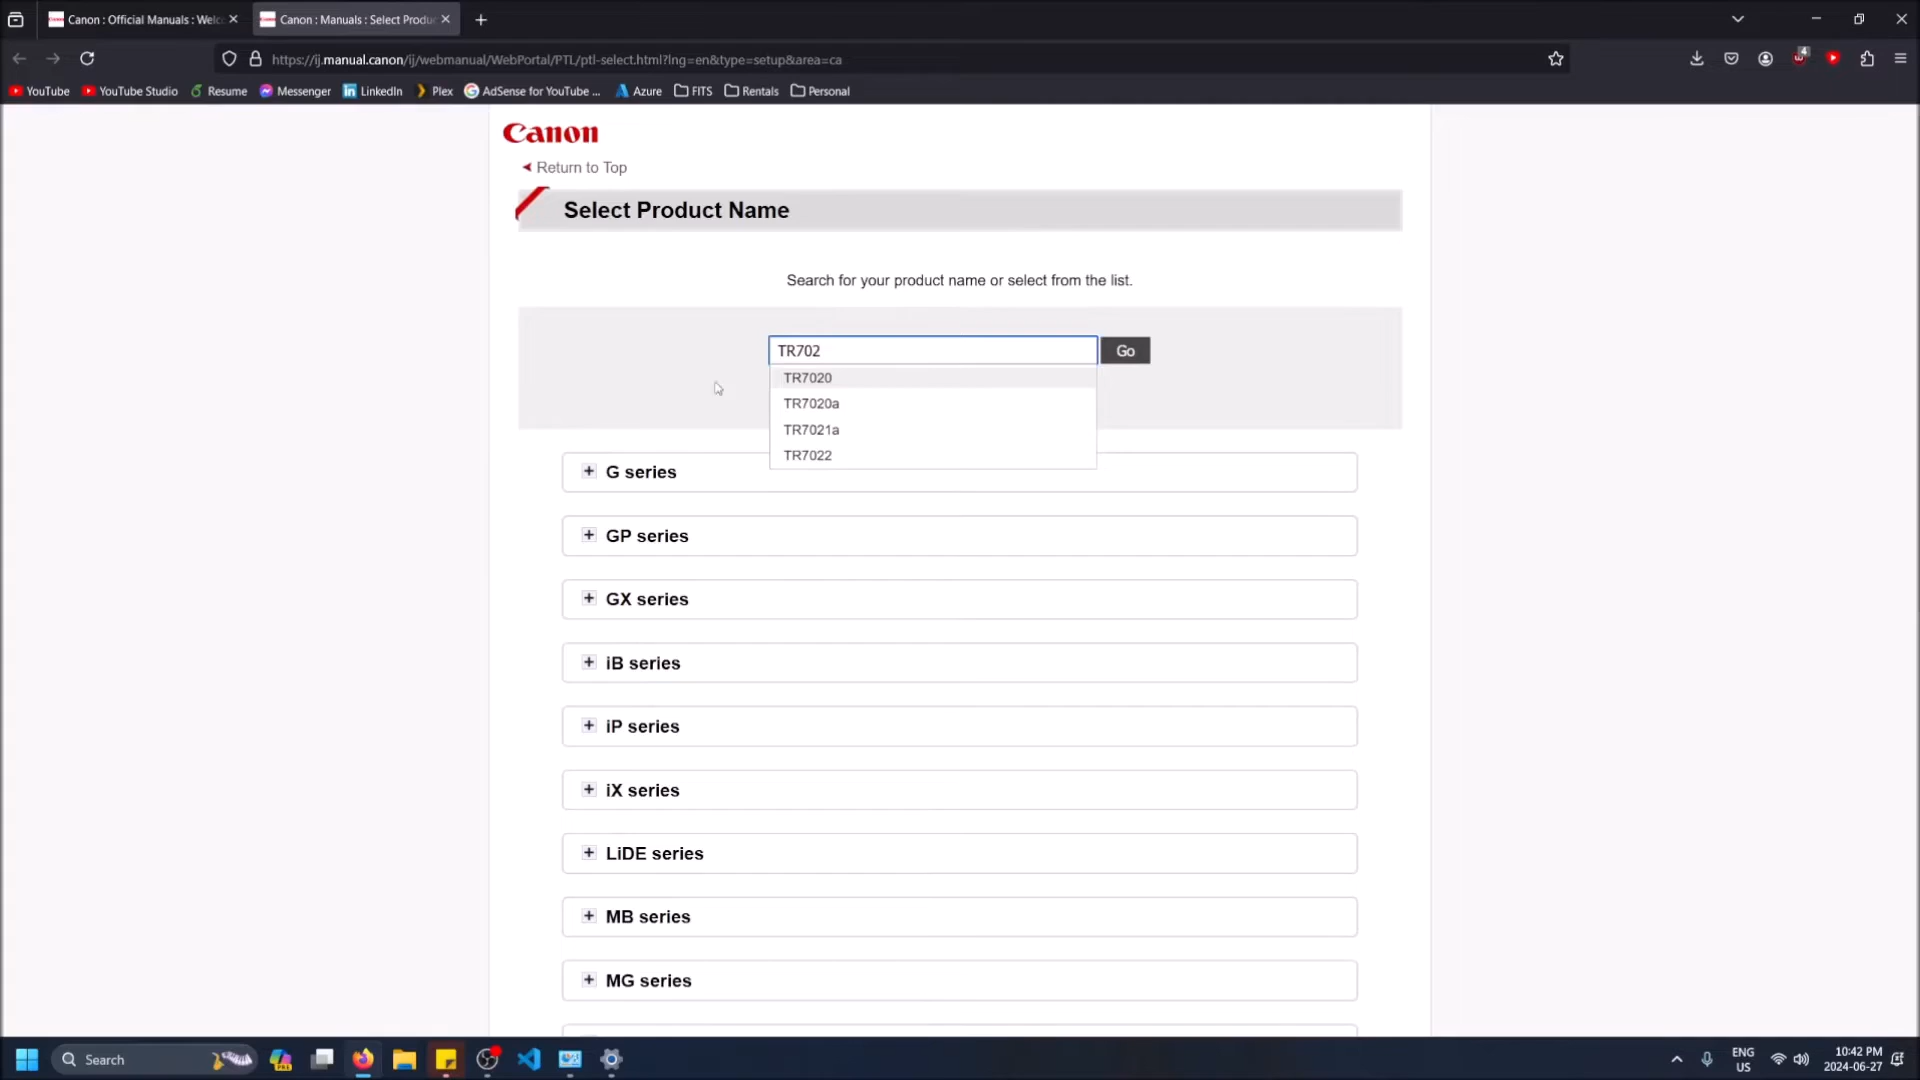 Canon : Official Manuals : Welc
Canon : Manuals : Select Produc
https://ij.manual.canon/ij/webmanual/WebPortal/PTL/ptl-select.html?lng=en&type=setup&area=ca
4
YouTube
YouTube Studio
Resume
Messenger
LinkedIn
Plex
AdSense for YouTube ...
Azure
FITS
Rentals
Personal
Canon
Return to Top
Select Product Name
Search for your product name or select from the list.
TR702
Go
TR7020
TR7020a
TR7021a
TR7022
G series
GP series
GX series
iB series
iP series
iX series
LiDE series
MB series
MG series
Search
ENG
US
10:42 PM
2024-06-27